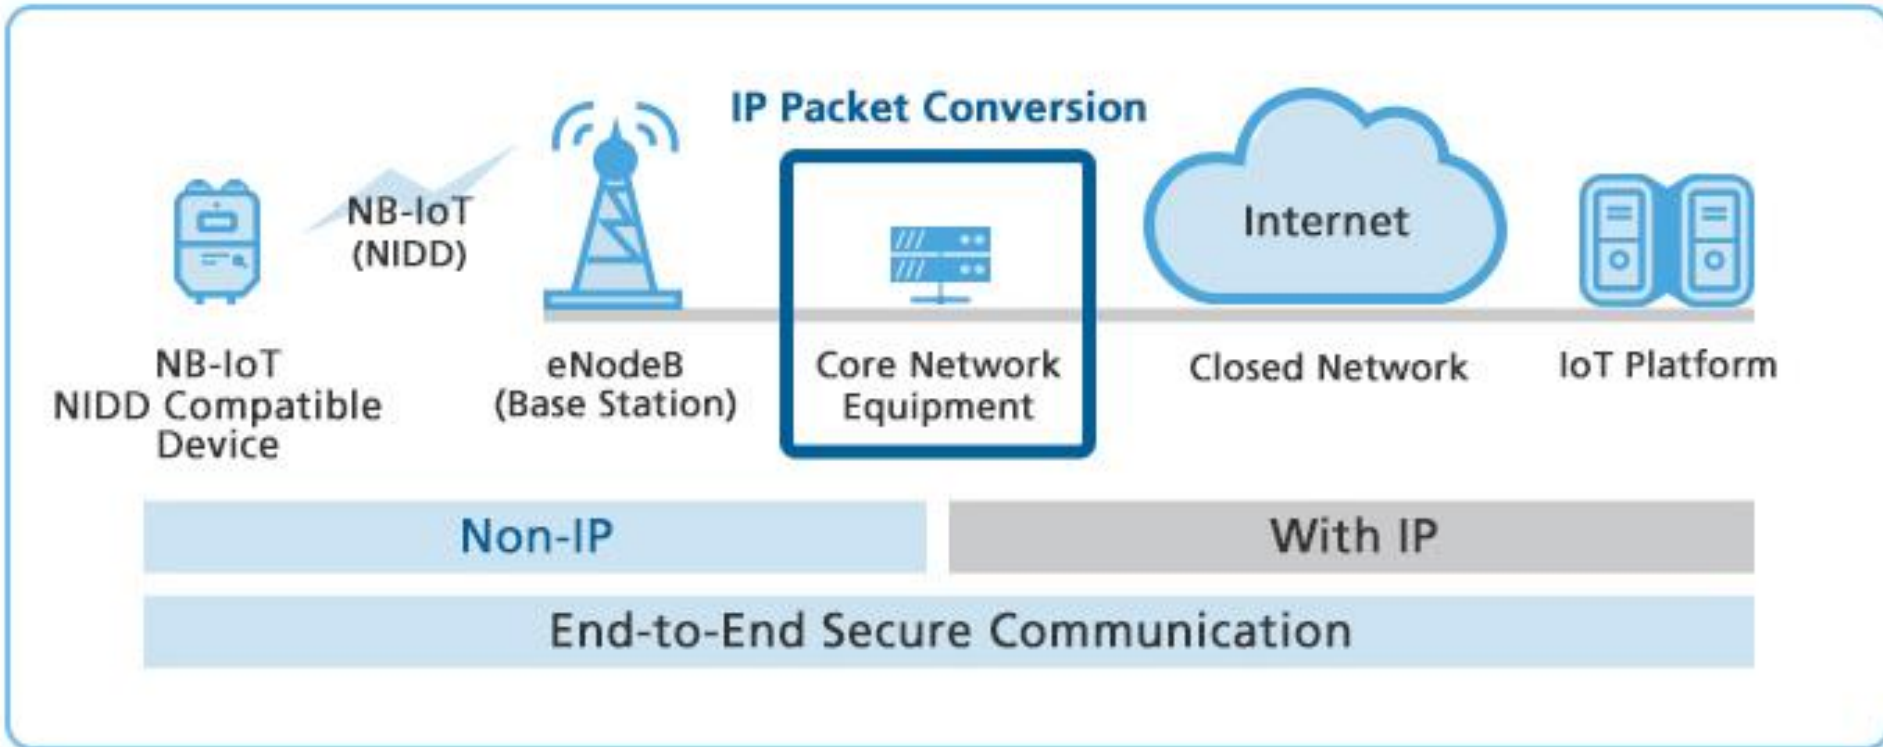 IP Packet Conversion
NB-IoT
(NIDD)
Internet
NB-IoT
NIDD Compatible
Device
eNodeB
(Base Station)
Core Network
Equipment
Closed Network
IoT Platform
Non-IP
With IP
End-to-End Secure Communication